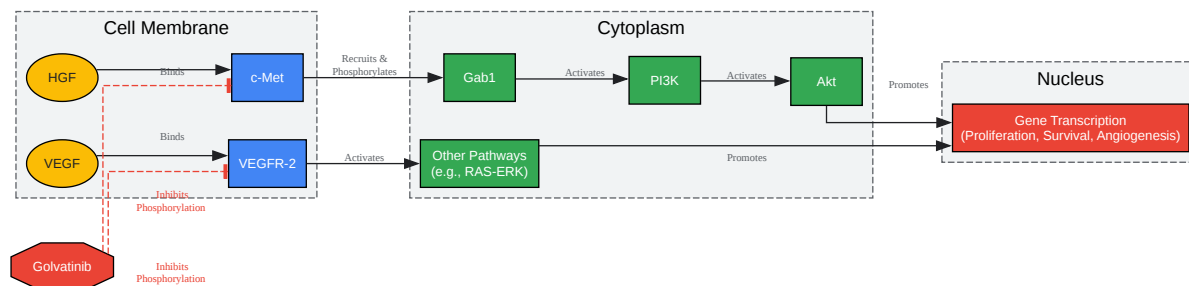 Cell Membrane
Cytoplasm
Nucleus
HGF
Binds
c-Met
Recruits &
Phosphorylates
Gab1
Activates
PI3K
Activates
Akt
Promotes
Gene Transcription
(Proliferation, Survival, Angiogenesis)
VEGF
Binds
VEGFR-2
Activates
Other Pathways
(e.g., RAS-ERK)
Promotes
Inhibits
Phosphorylation
Golvatinib
Inhibits
Phosphorylation